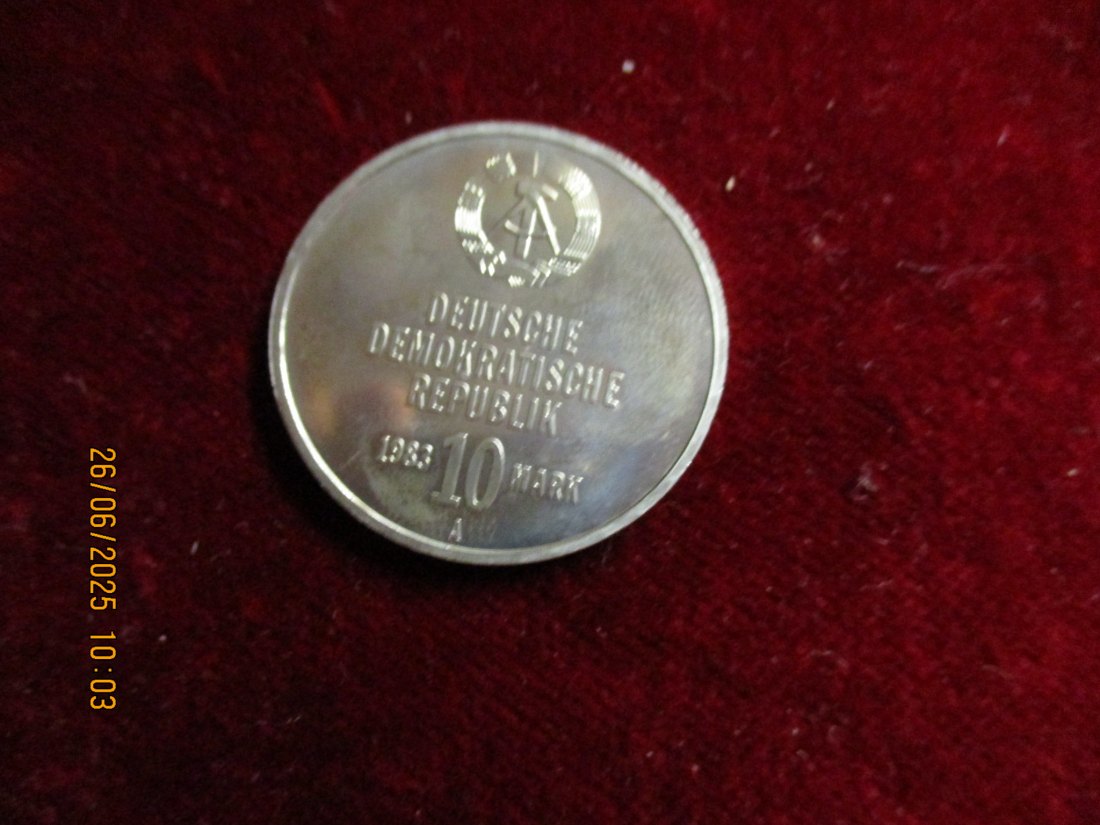 DEUTSCHE
DEMOKRATISCHE
REPUBLIK
1983 10 MARK
A
26/06/2025 10:03